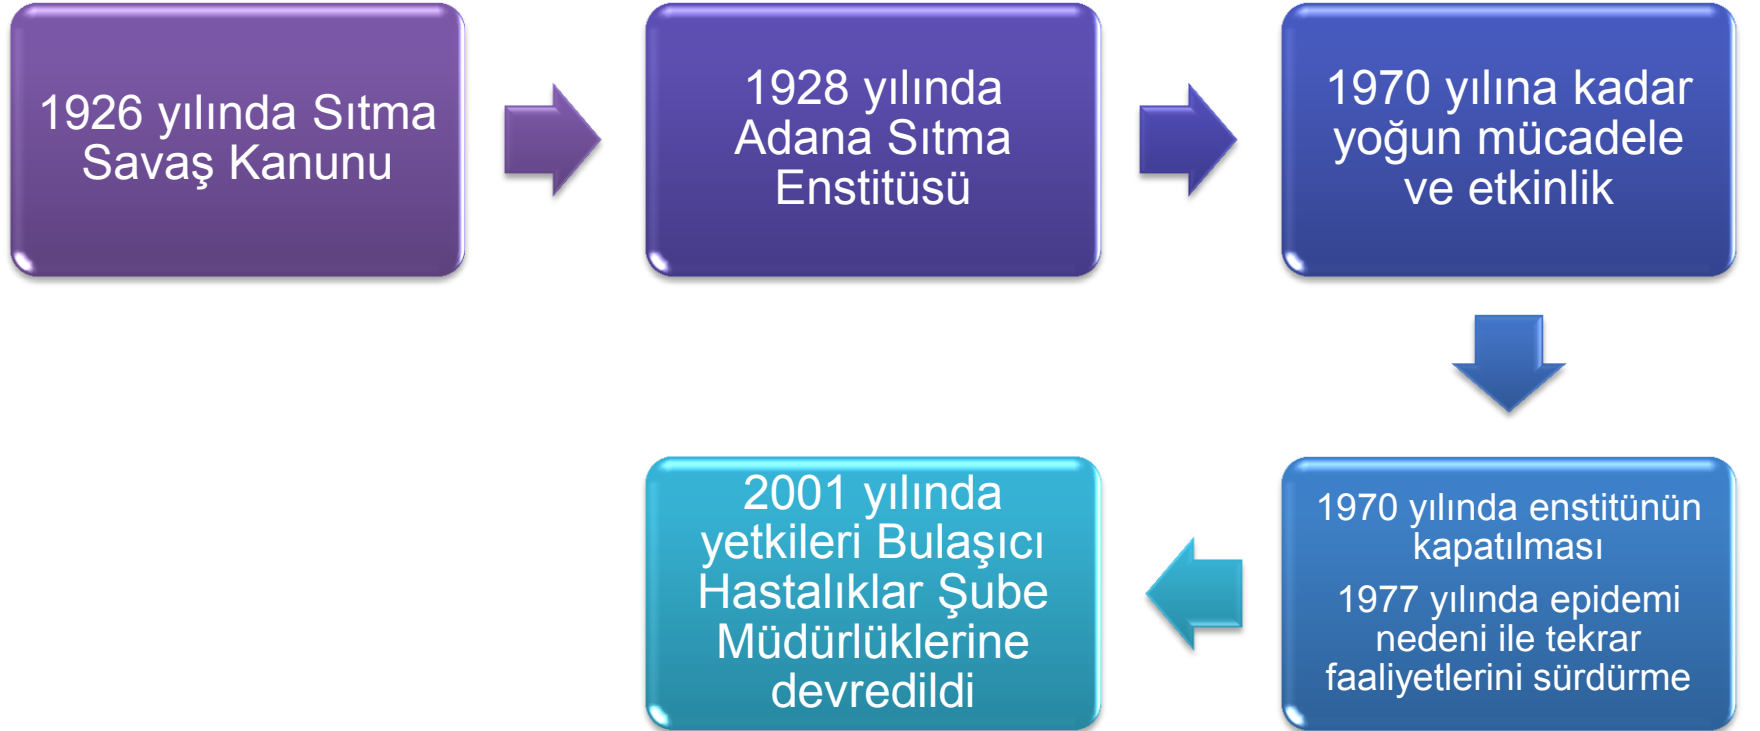 1926 yılında Sıtma
Savaş Kanunu
1928 yılında
Adana Sıtma
Enstitüsü
1970 yılına kadar
yoğun mücadele
ve etkinlik
1970 yılında enstitünün
kapatılması
1977 yılında epidemi
nedeni ile tekrar
faaliyetlerini sürdürme
2001 yılında
yetkileri Bulaşıcı
Hastalıklar Şube
Müdürlüklerine
devredildi